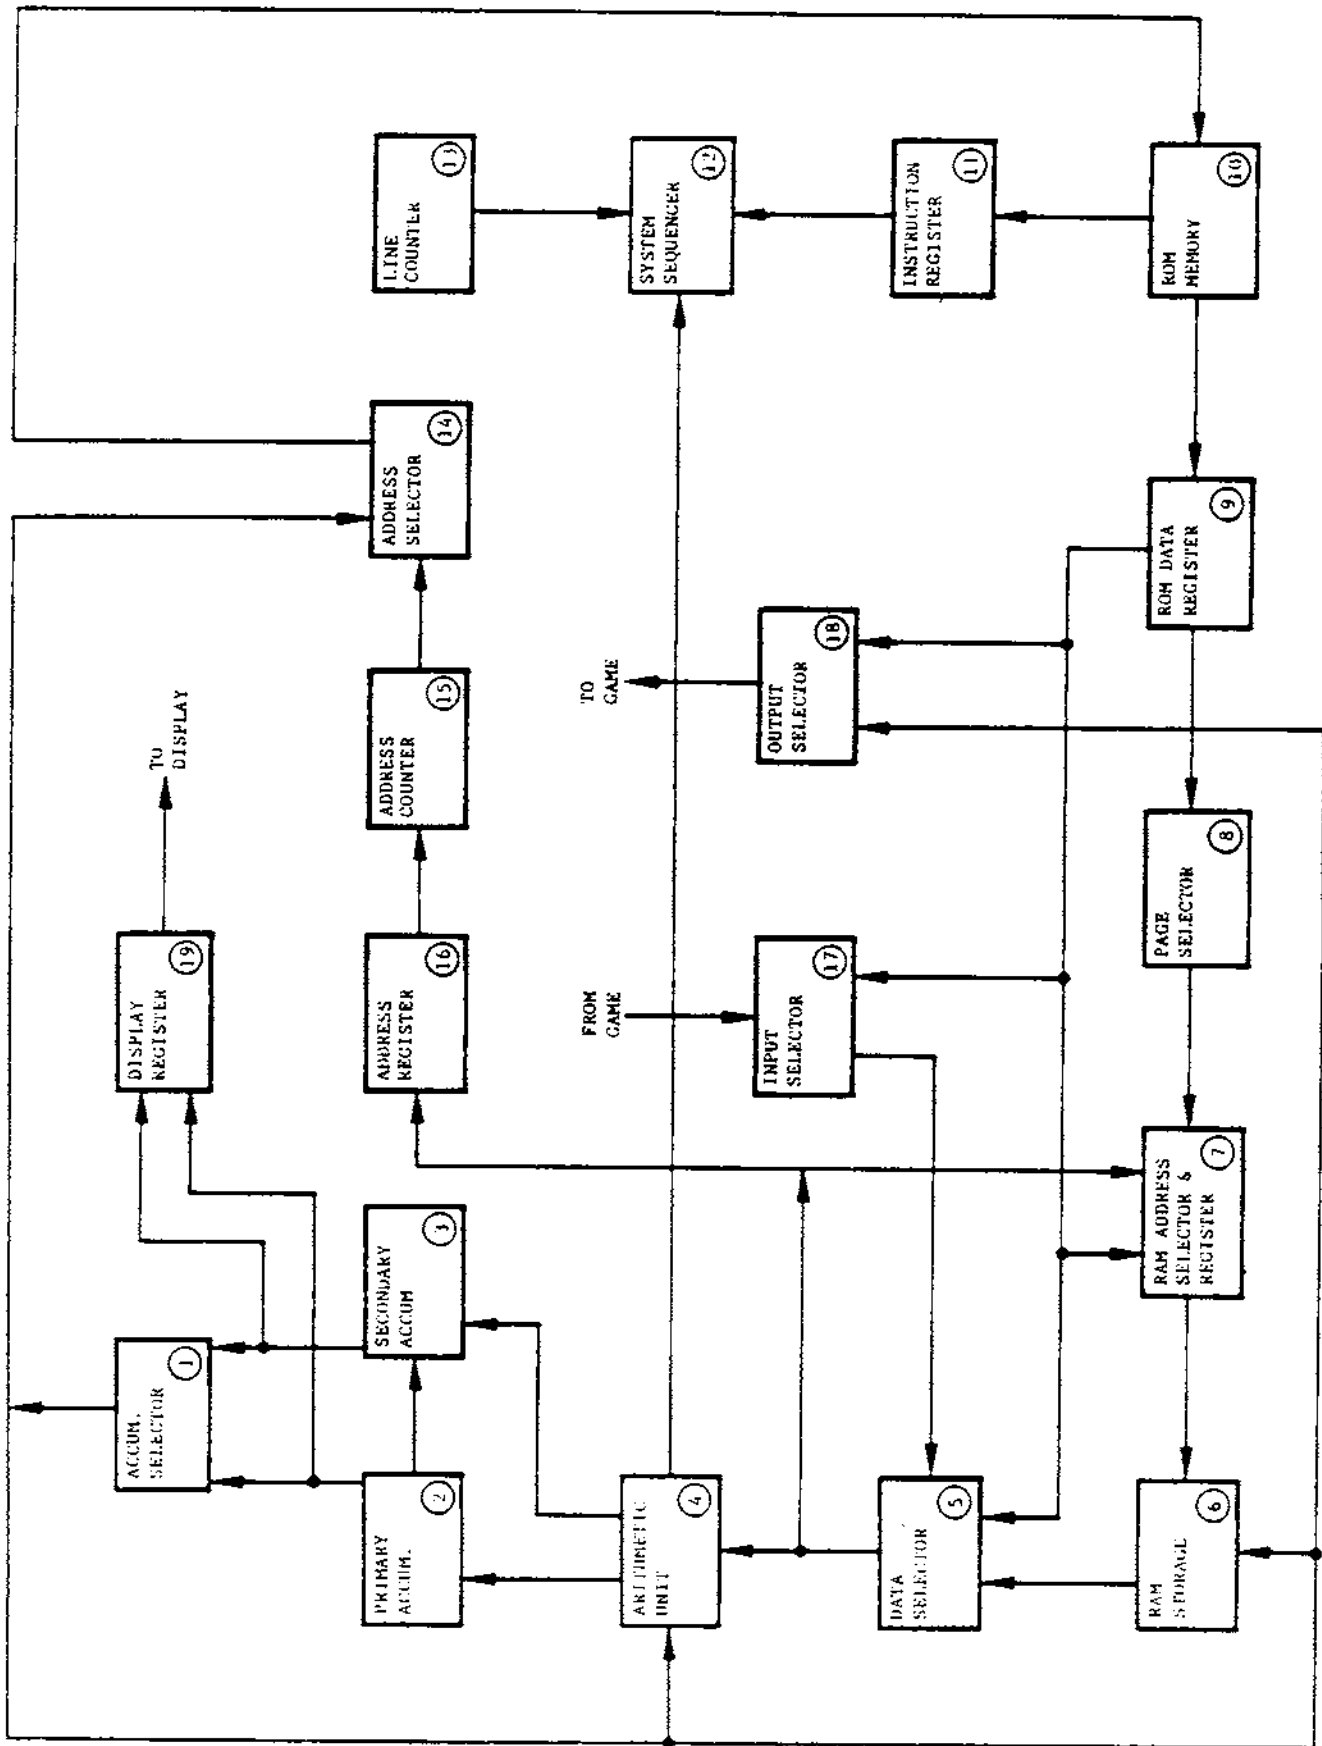 ACCUM.
SELECTOR
1
DISPLAY
REGISTER
19
TO
DISPLAY
PRIMARY
ACCUM.
2
SECONDARY
ACCUM
3
ADDRESS
REGISTER
16
ADDRESS
COUNTER
15
ADDRESS
SELECTOR
14
LINE
COUNTER
13
ARITHMETIC
UNIT
4
FROM
GAME
TO
GAME
SYSTEM
SEQUENCER
12
INPUT
SELECTOR
17
OUTPUT
SELECTOR
18
DATA
SELECTOR
5
INSTRUCTION
REGISTER
11
RAM
STORAGE
6
RAM ADDRESS
SELECTOR &
REGISTER
7
PAGE
SELECTOR
8
ROM DATA
REGISTER
9
ROM
MEMORY
10